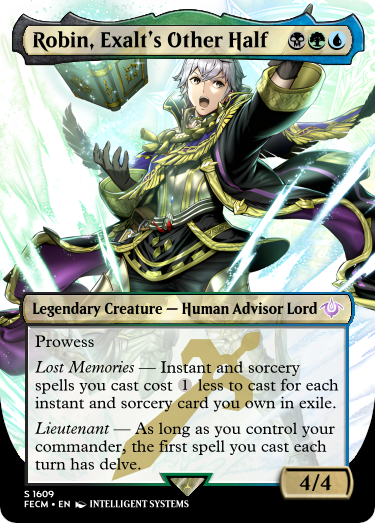 Robin, Exalt's Other Half
Legendary Creature — Human Advisor Lord
Prowess
Lost Memories — Instant and sorcery
spells you cast cost 1 less to cast for each
instant and sorcery card you own in exile.
Lieutenant — As long as you control your
commander, the first spell you cast each
turn has delve.
4/4
S 1609
FECM • EN INTELLIGENT SYSTEMS